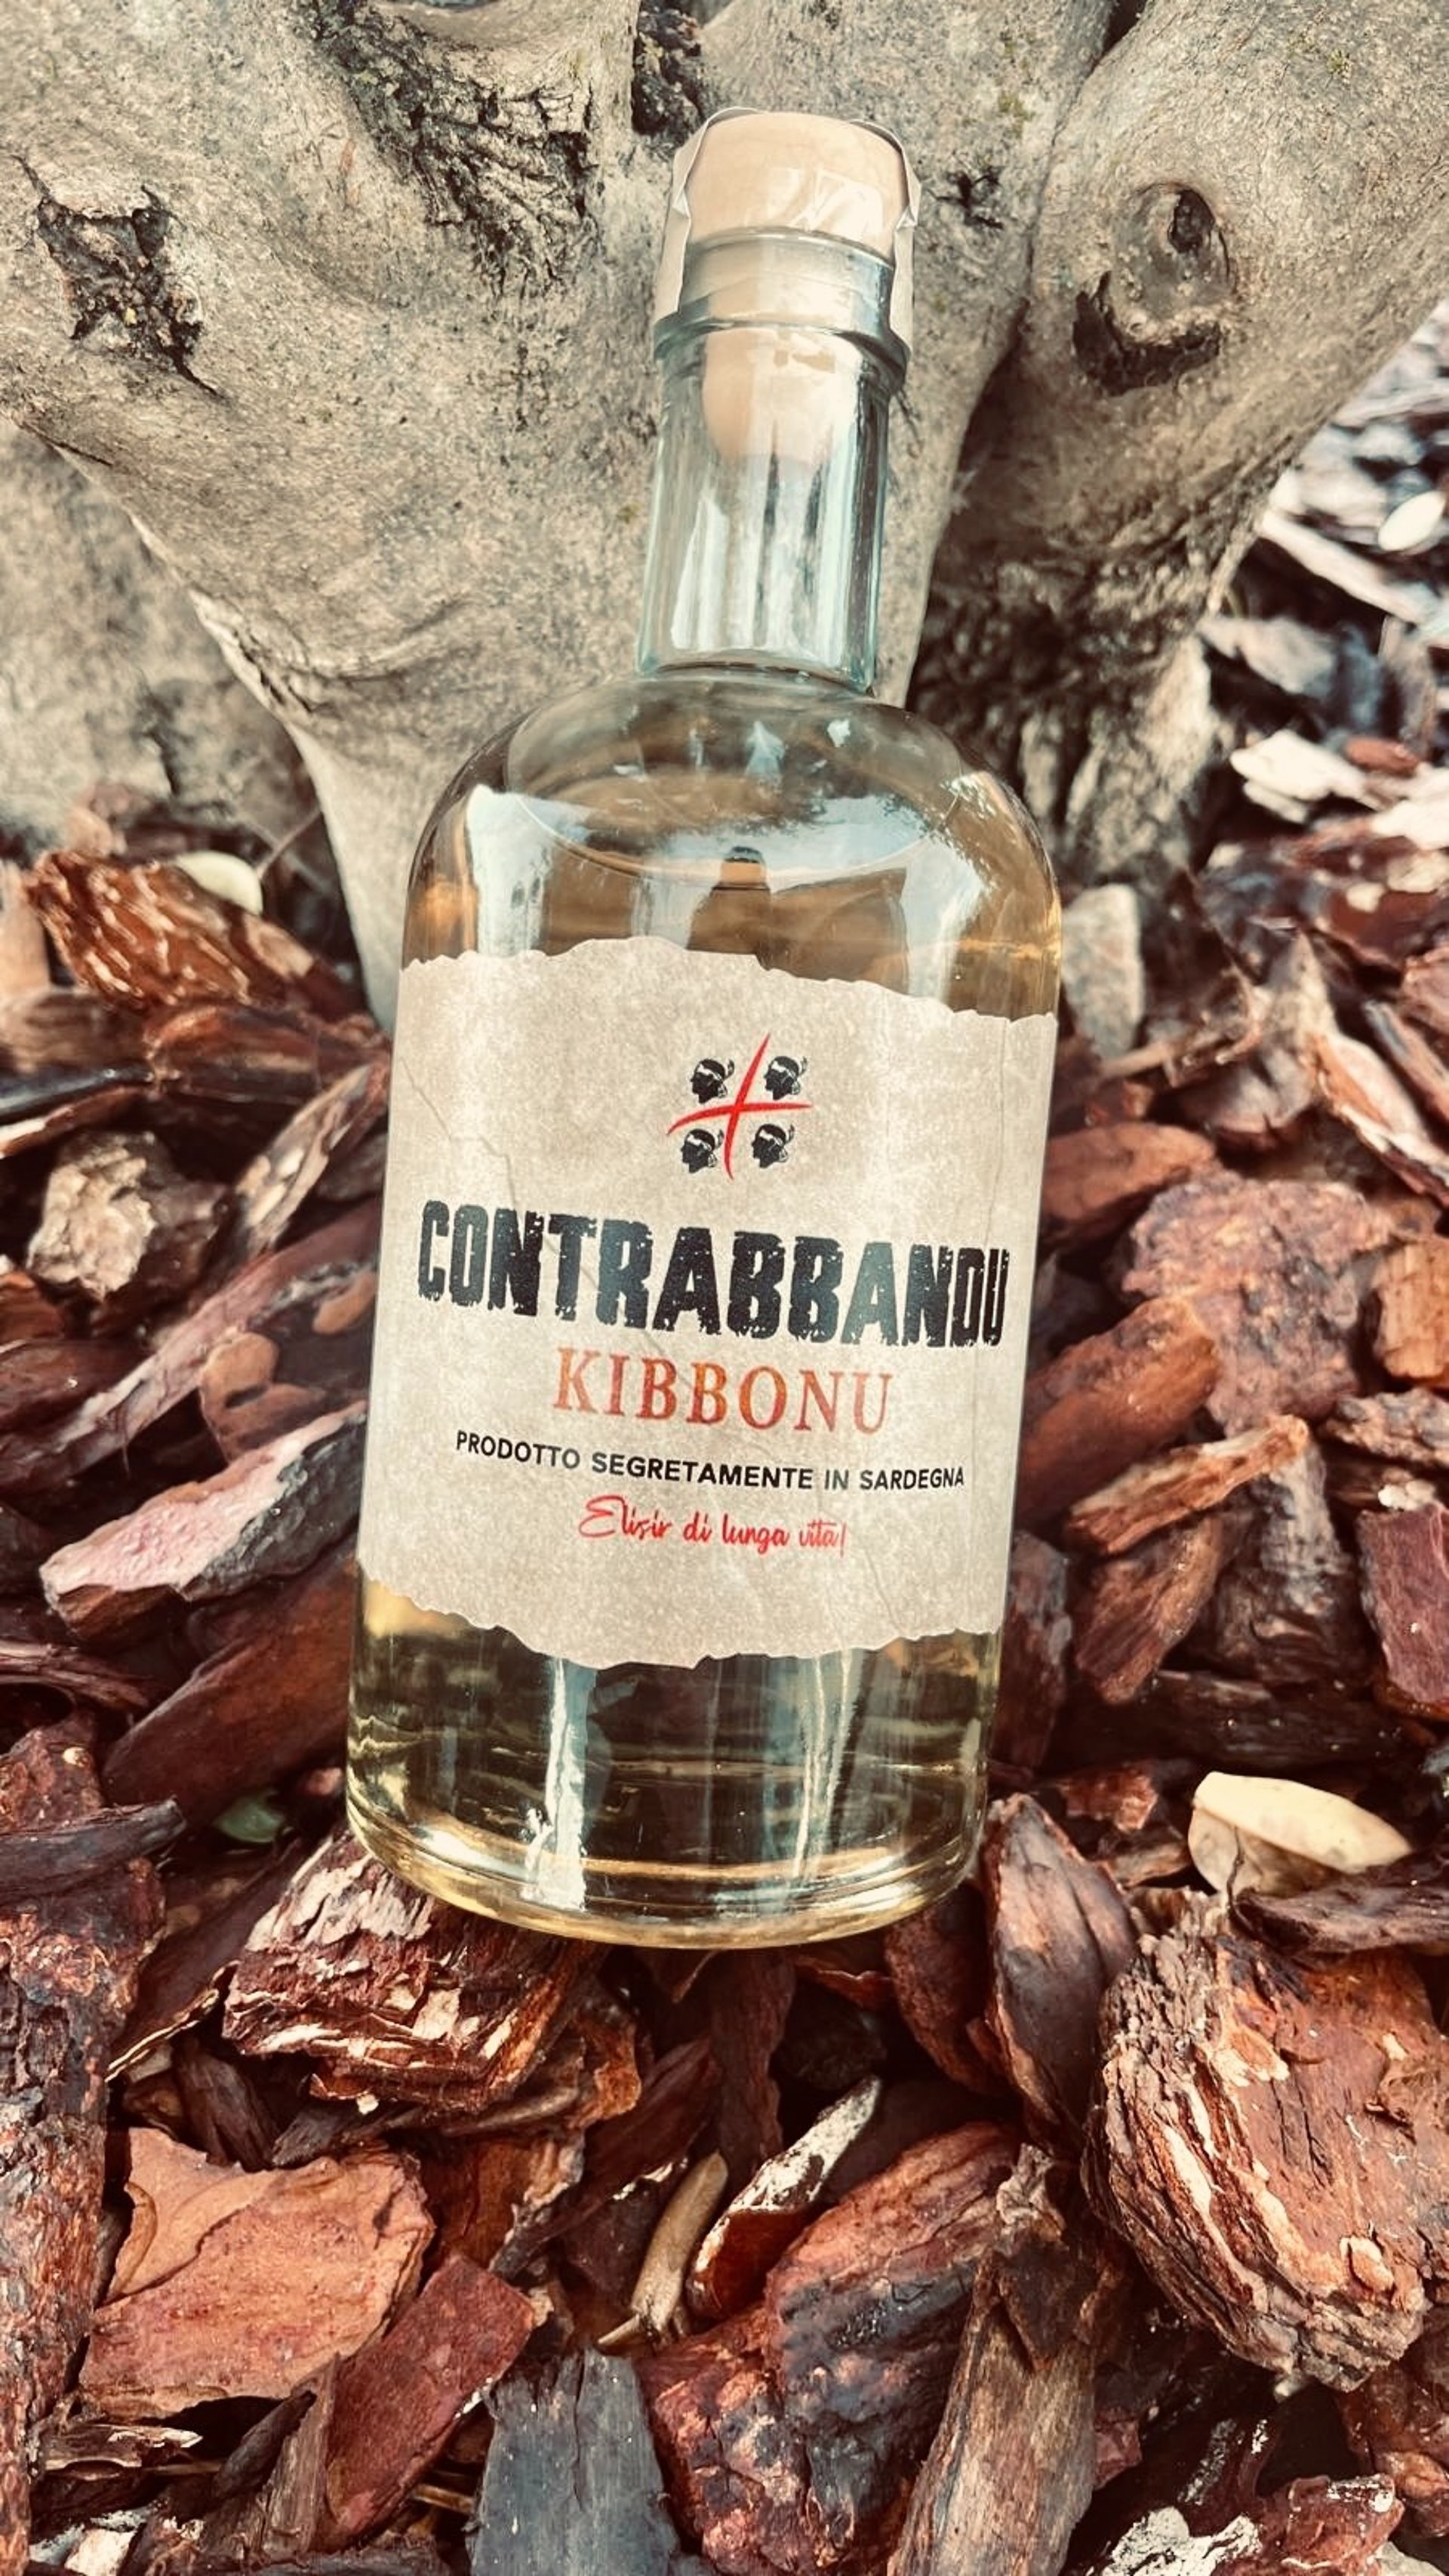 CONTRABBANDU
KIBBONU
PRODOTTO SEGRETAMENTE IN SARDEGNA
Elisir di lunga vita!